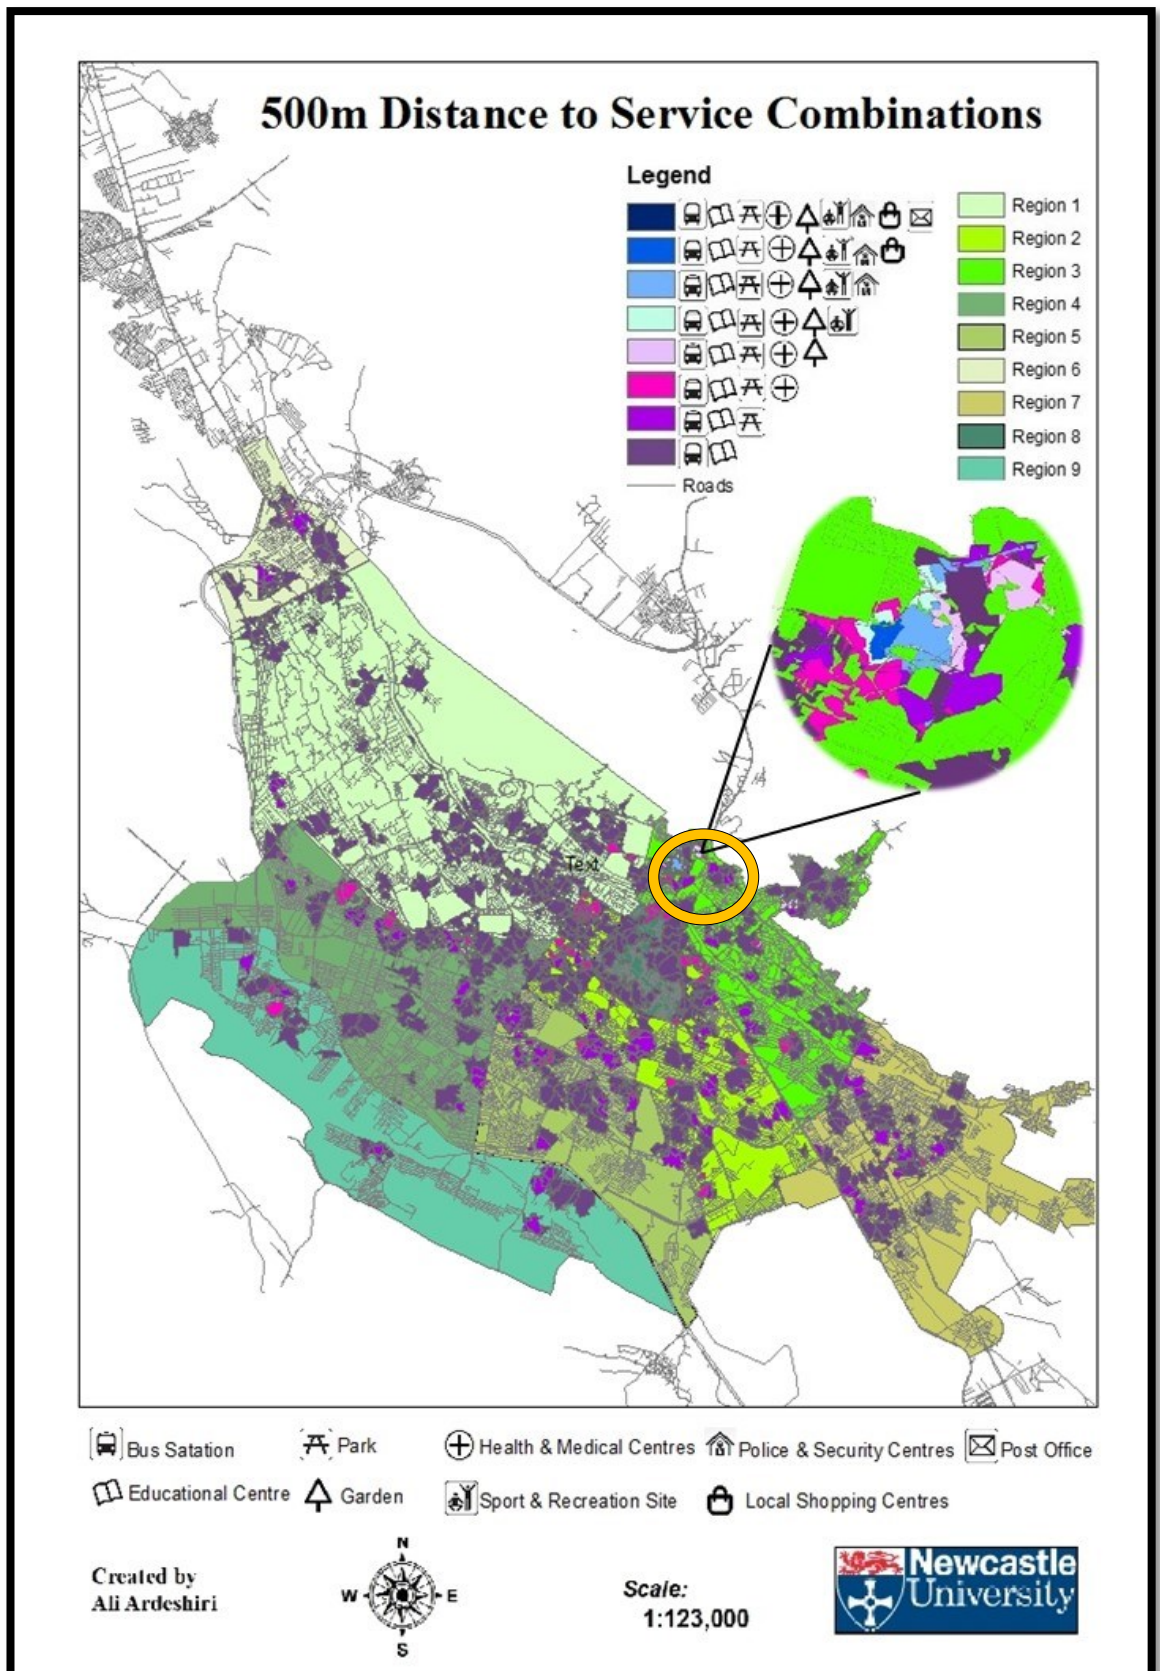 500m Distance to Service Combinations
Legend
Region 1
Region 2
Region 3
Region 4
Region 5
Region 6
Region 7
Region 8
Region 9
Roads
Text
Bus Satation
Park
Health & Medical Centres
Police & Security Centres
Post Office
Educational Centre
Garden
Sport & Recreation Site
Local Shopping Centres
Created by
Ali Ardeshiri
N
W
E
S
Scale:
1:123,000
Newcastle
University